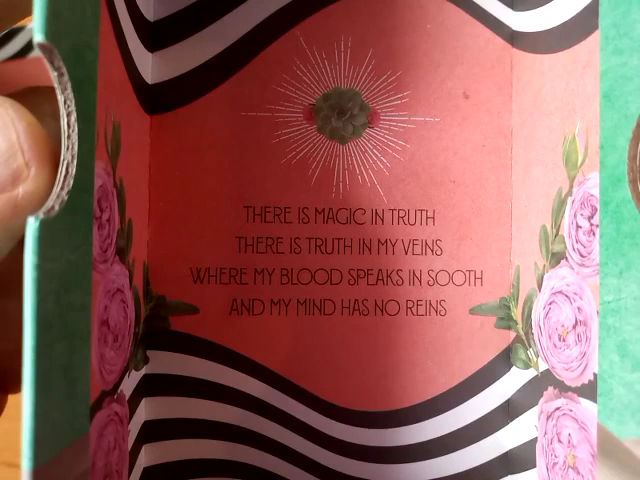 THERE IS MAGIC IN TRUTH
THERE IS TRUTH IN MY VEINS
WHERE MY BLOOD SPEAKS IN SOOTH
AND MY MIND HAS NO REINS